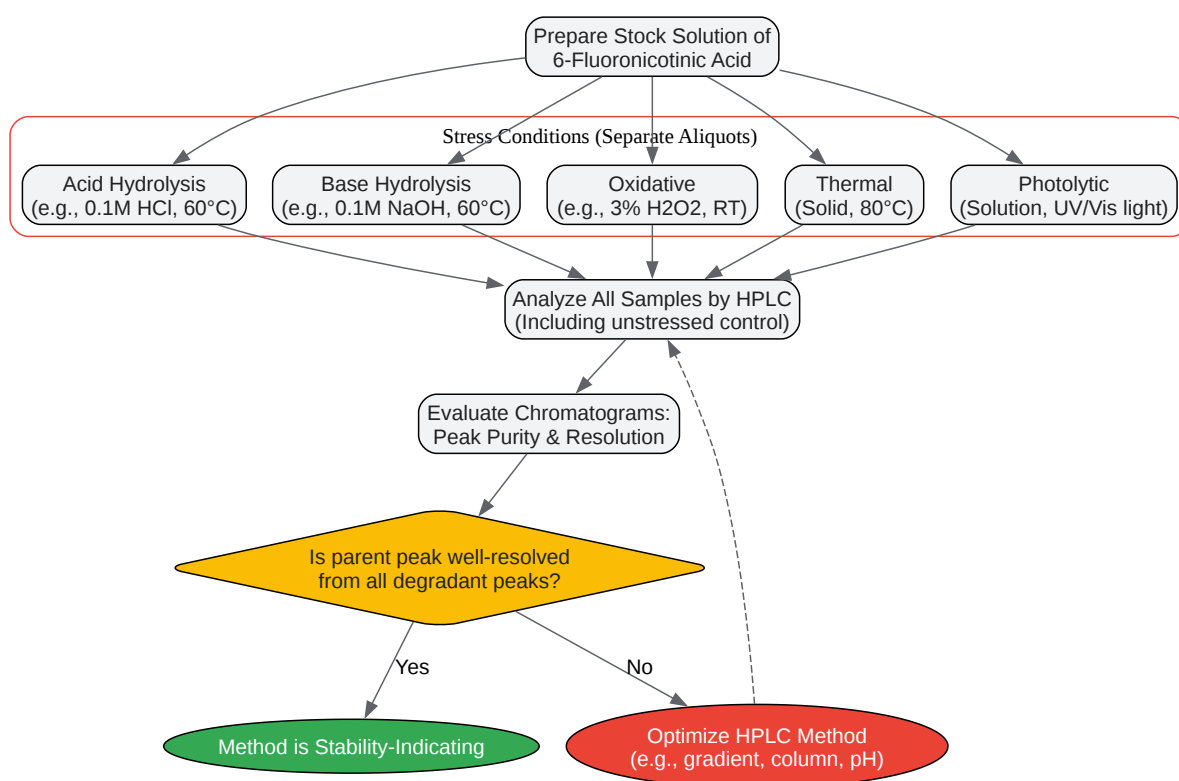 Prepare Stock Solution of
6-Fluoronicotinic Acid
Stress Conditions (Separate Aliquots)
Acid Hydrolysis
(e.g., 0.1M HCl, 60°C)
Base Hydrolysis
(e.g., 0.1M NaOH, 60°C)
Oxidative
(e.g., 3% H2O2, RT)
Thermal
(Solid, 80°C)
Photolytic
(Solution, UV/Vis light)
Analyze All Samples by HPLC
(Including unstressed control)
Evaluate Chromatograms:
Peak Purity & Resolution
Is parent peak well-resolved
from all degradant peaks?
Yes
No
Method is Stability-Indicating
Optimize HPLC Method
(e.g., gradient, column, pH)